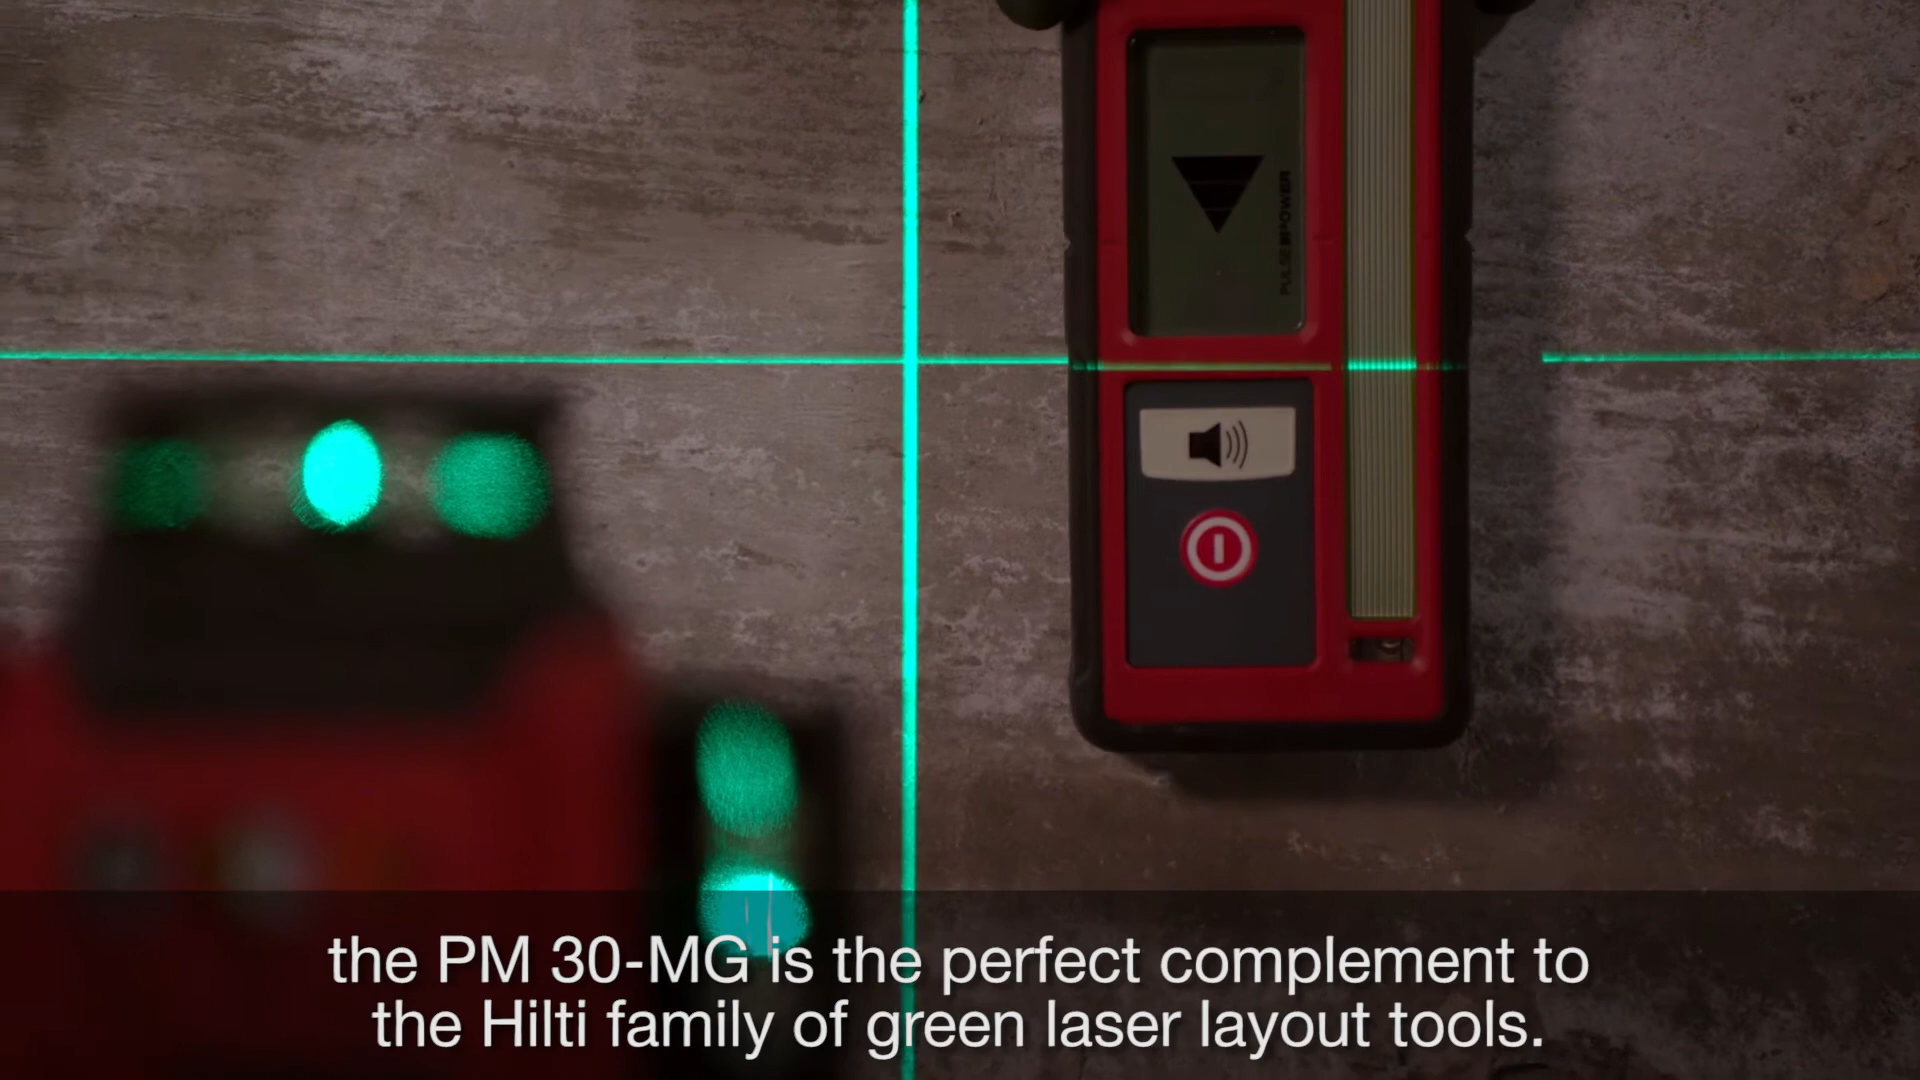 PULSE POWER
the PM 30-MG is the perfect complement to
the Hilti family of green laser layout tools.